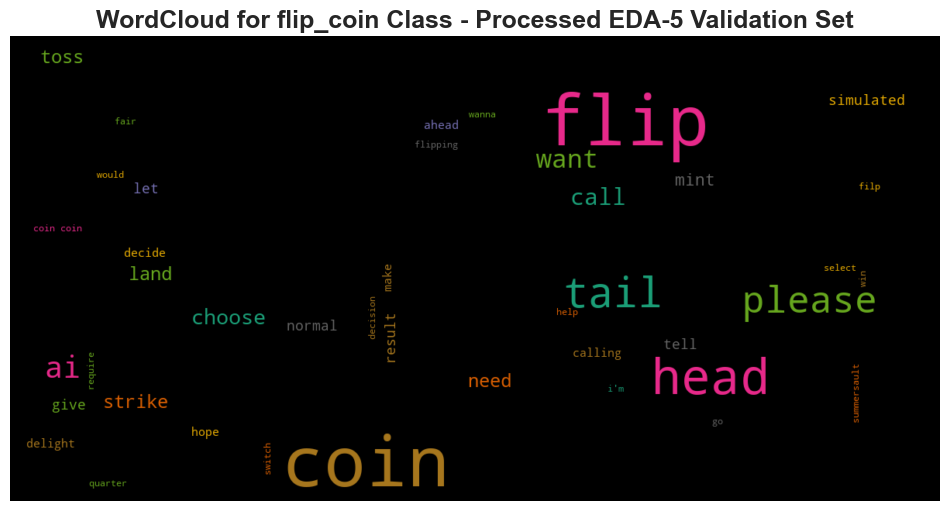 WordCloud for flip_coin Class - Processed EDA-5 Validation Set
toss
simulated
flip
fair
wanna
ahead
flipping
want
mint
would
let
call
filp
coin coin
decide
land
make
select
win
tail
please
choose
normal
decision
result
help
ai
require
calling
tell
need
head
i'm
summersault
give
strike
go
hope
delight
switch
coin
quarter